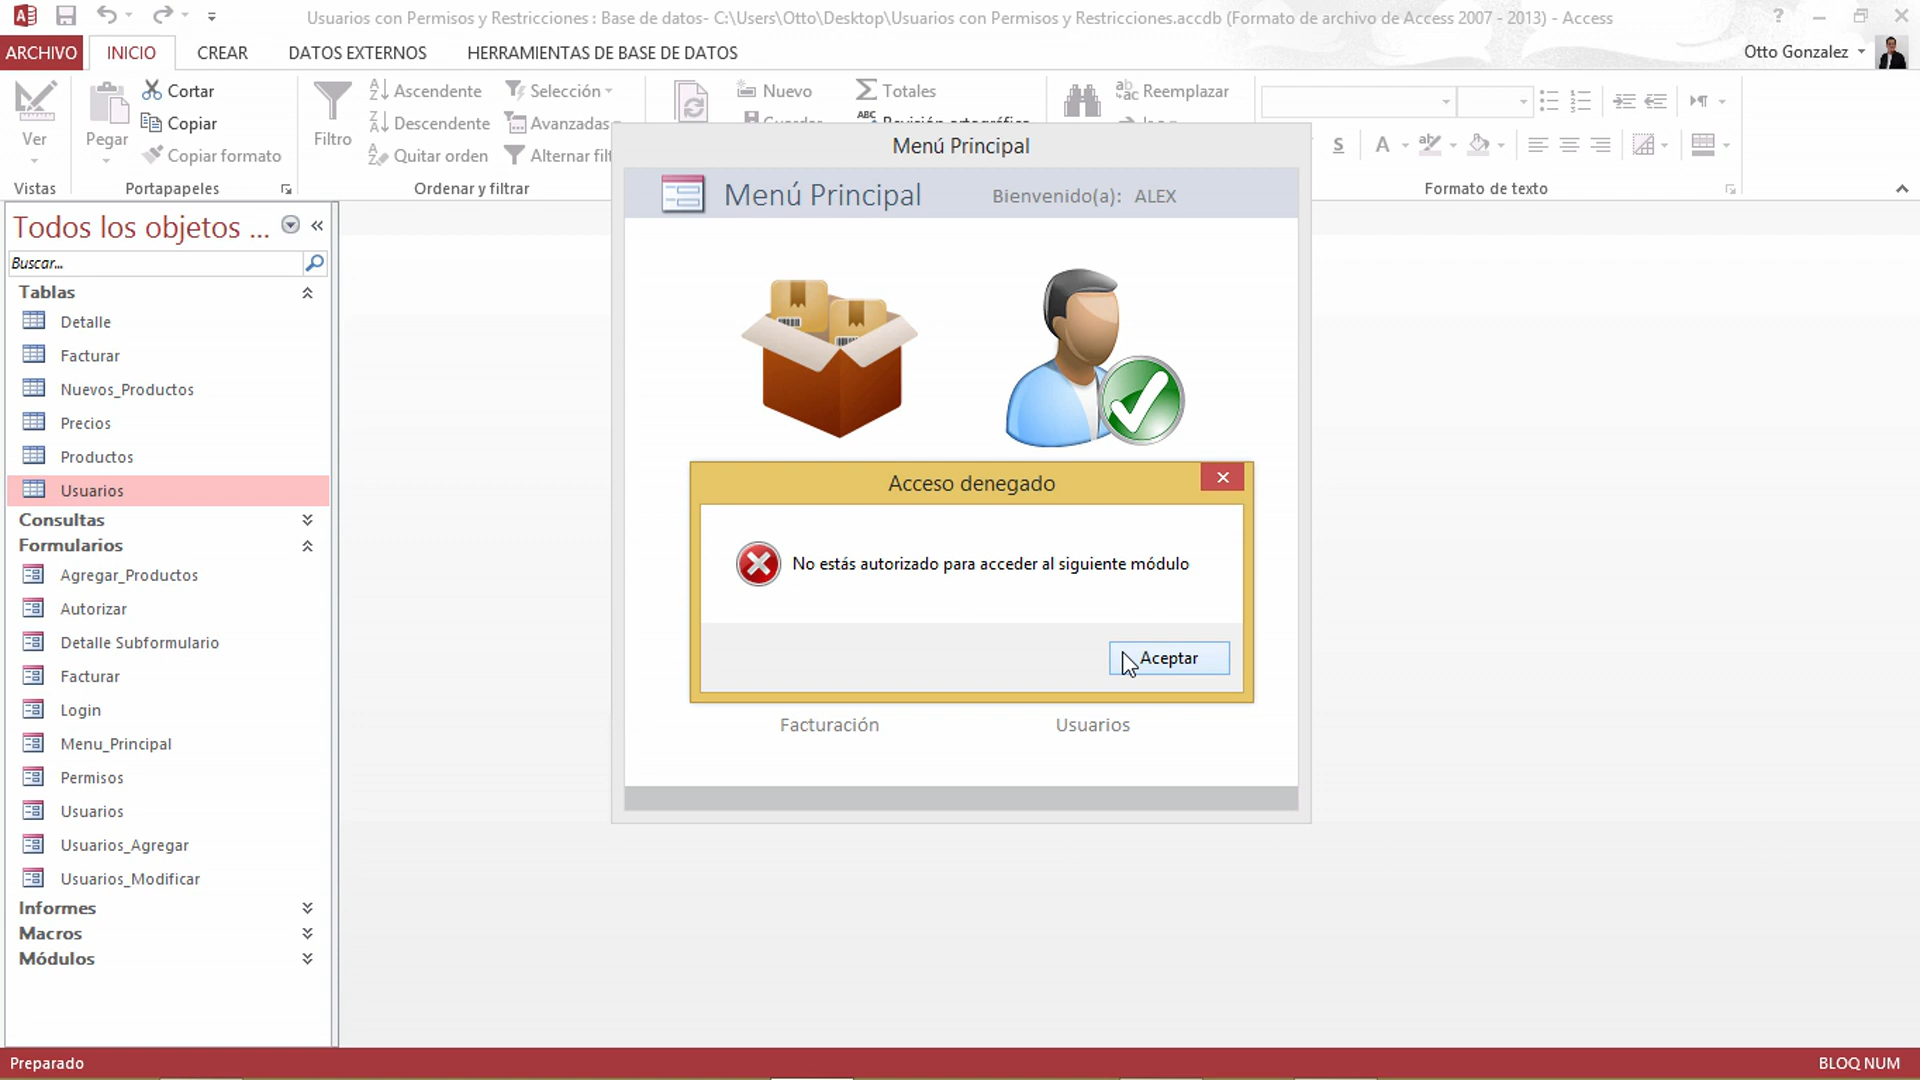 Usuarios con Permisos y Restricciones : Base de datos- C:\Users\Otto\Desktop\Usuarios con Permisos y Restricciones.accdb (Formato de archivo de Access 2007 - 2013) - Access
ARCHIVO INICIO CREAR DATOS EXTERNOS HERRAMIENTAS DE BASE DE DATOS Otto Gonzalez
Ver
Vistas
Pegar
Cortar
Copiar
Copiar formato
Portapapeles
Filtro
Ascendente
Descendente
Quitar orden
Selección
Avanzadas
Alternar filt
Ordenar y filtrar
Nuevo
Guardar
Totales
Revisión ortográfica
Reemplazar
S
A
Formato de texto
Todos los objetos ...
Buscar...
Tablas
Detalle
Facturar
Nuevos_Productos
Precios
Productos
Usuarios
Consultas
Formularios
Agregar_Productos
Autorizar
Detalle Subformulario
Facturar
Login
Menu_Principal
Permisos
Usuarios
Usuarios_Agregar
Usuarios_Modificar
Informes
Macros
Módulos
Menú Principal
Menú Principal Bienvenido(a): ALEX
Acceso denegado
No estás autorizado para acceder al siguiente módulo
Aceptar
Facturación Usuarios
Preparado BLOQ NUM